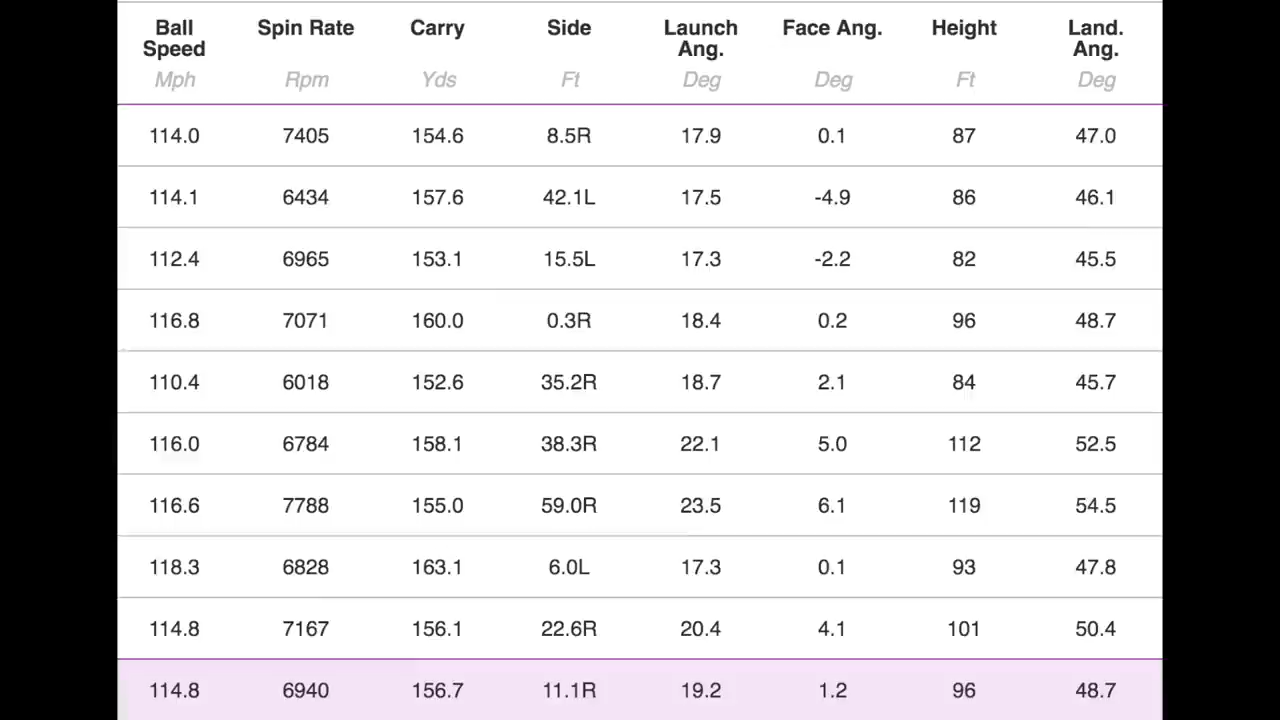 Ball Speed Spin Rate Carry Side Launch Ang. Face Ang. Height Land. Ang.
Mph Rpm Yds Ft Deg Deg Ft Deg
114.0 7405 154.6 8.5R 17.9 0.1 87 47.0
114.1 6434 157.6 42.1L 17.5 -4.9 86 46.1
112.4 6965 153.1 15.5L 17.3 -2.2 82 45.5
116.8 7071 160.0 0.3R 18.4 0.2 96 48.7
110.4 6018 152.6 35.2R 18.7 2.1 84 45.7
116.0 6784 158.1 38.3R 22.1 5.0 112 52.5
116.6 7788 155.0 59.0R 23.5 6.1 119 54.5
118.3 6828 163.1 6.0L 17.3 0.1 93 47.8
114.8 7167 156.1 22.6R 20.4 4.1 101 50.4
114.8 6940 156.7 11.1R 19.2 1.2 96 48.7